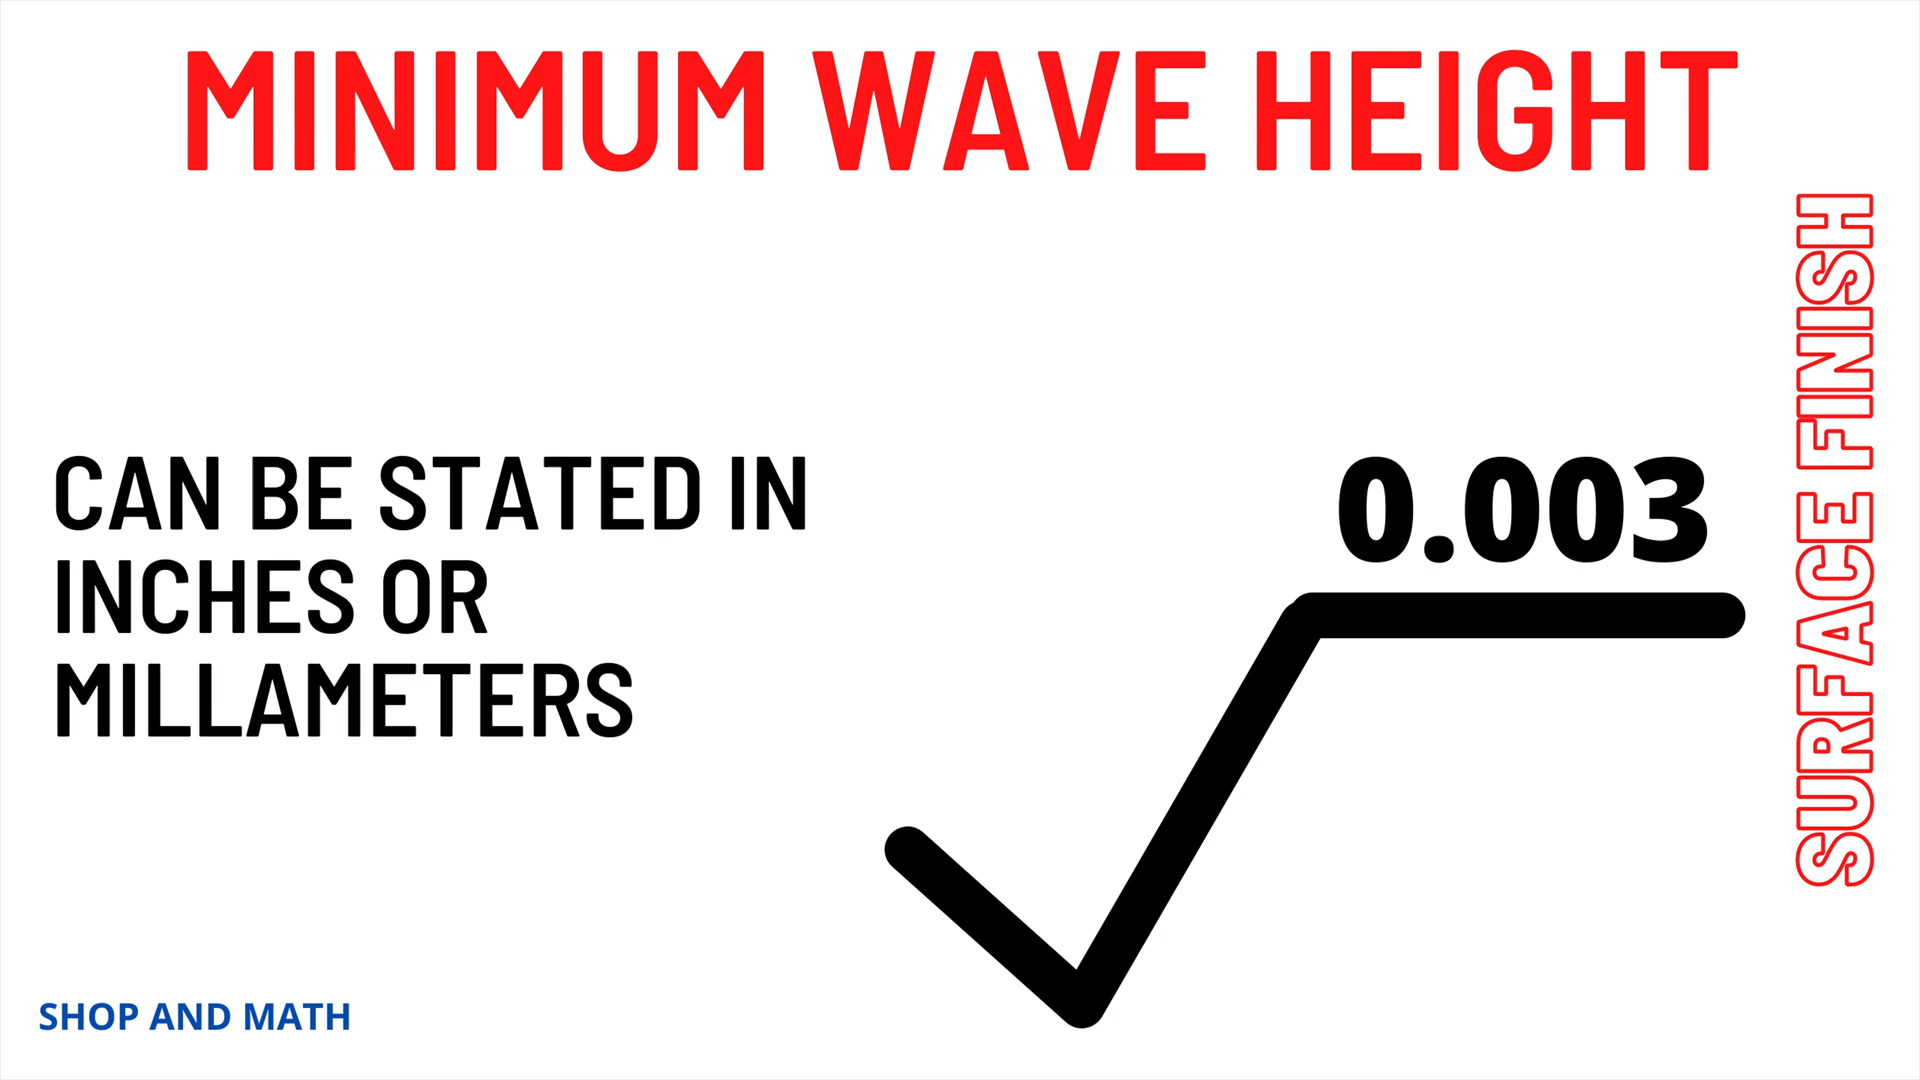 MINIMUM WAVE HEIGHT
SURFACE FINISH
CAN BE STATED IN
INCHES OR
MILLAMETERS
0.003
SHOP AND MATH